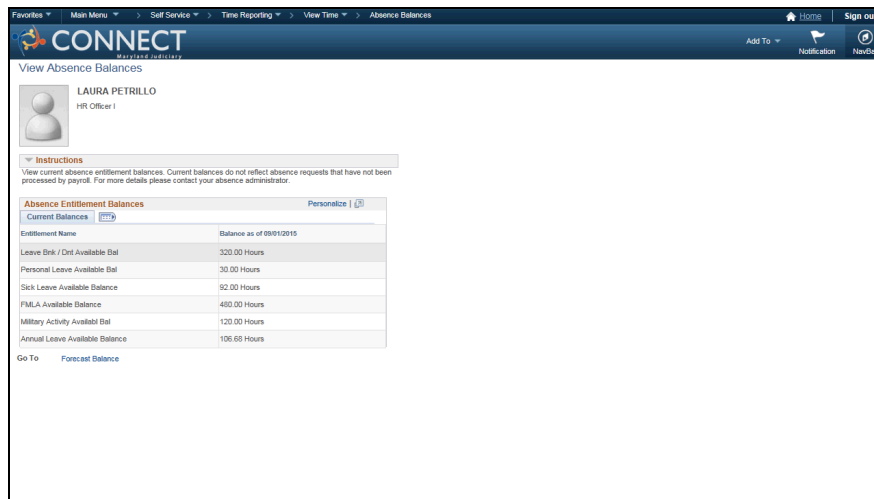 Favorites Main Menu > Self Service > Time Reporting > View Time > Absence Balances Home Sign ou
CONNECT
Maryland Judiciary
Add To
Notification NavBa
View Absence Balances
LAURA PETRILLO
HR Officer I
Instructions
View current absence entitlement balances. Current balances do not reflect absence requests that have not been
processed by payroll. For more details please contact your absence administrator.
Absence Entitlement Balances Personalize |
Current Balances
Entitlement Name Balance as of 09/01/2015
Leave Bnk / Dnt Available Bal 320.00 Hours
Personal Leave Available Bal 30.00 Hours
Sick Leave Available Balance 92.00 Hours
FMLA Available Balance 480.00 Hours
Military Activity Availabl Bal 120.00 Hours
Annual Leave Available Balance 106.68 Hours
Go To Forecast Balance